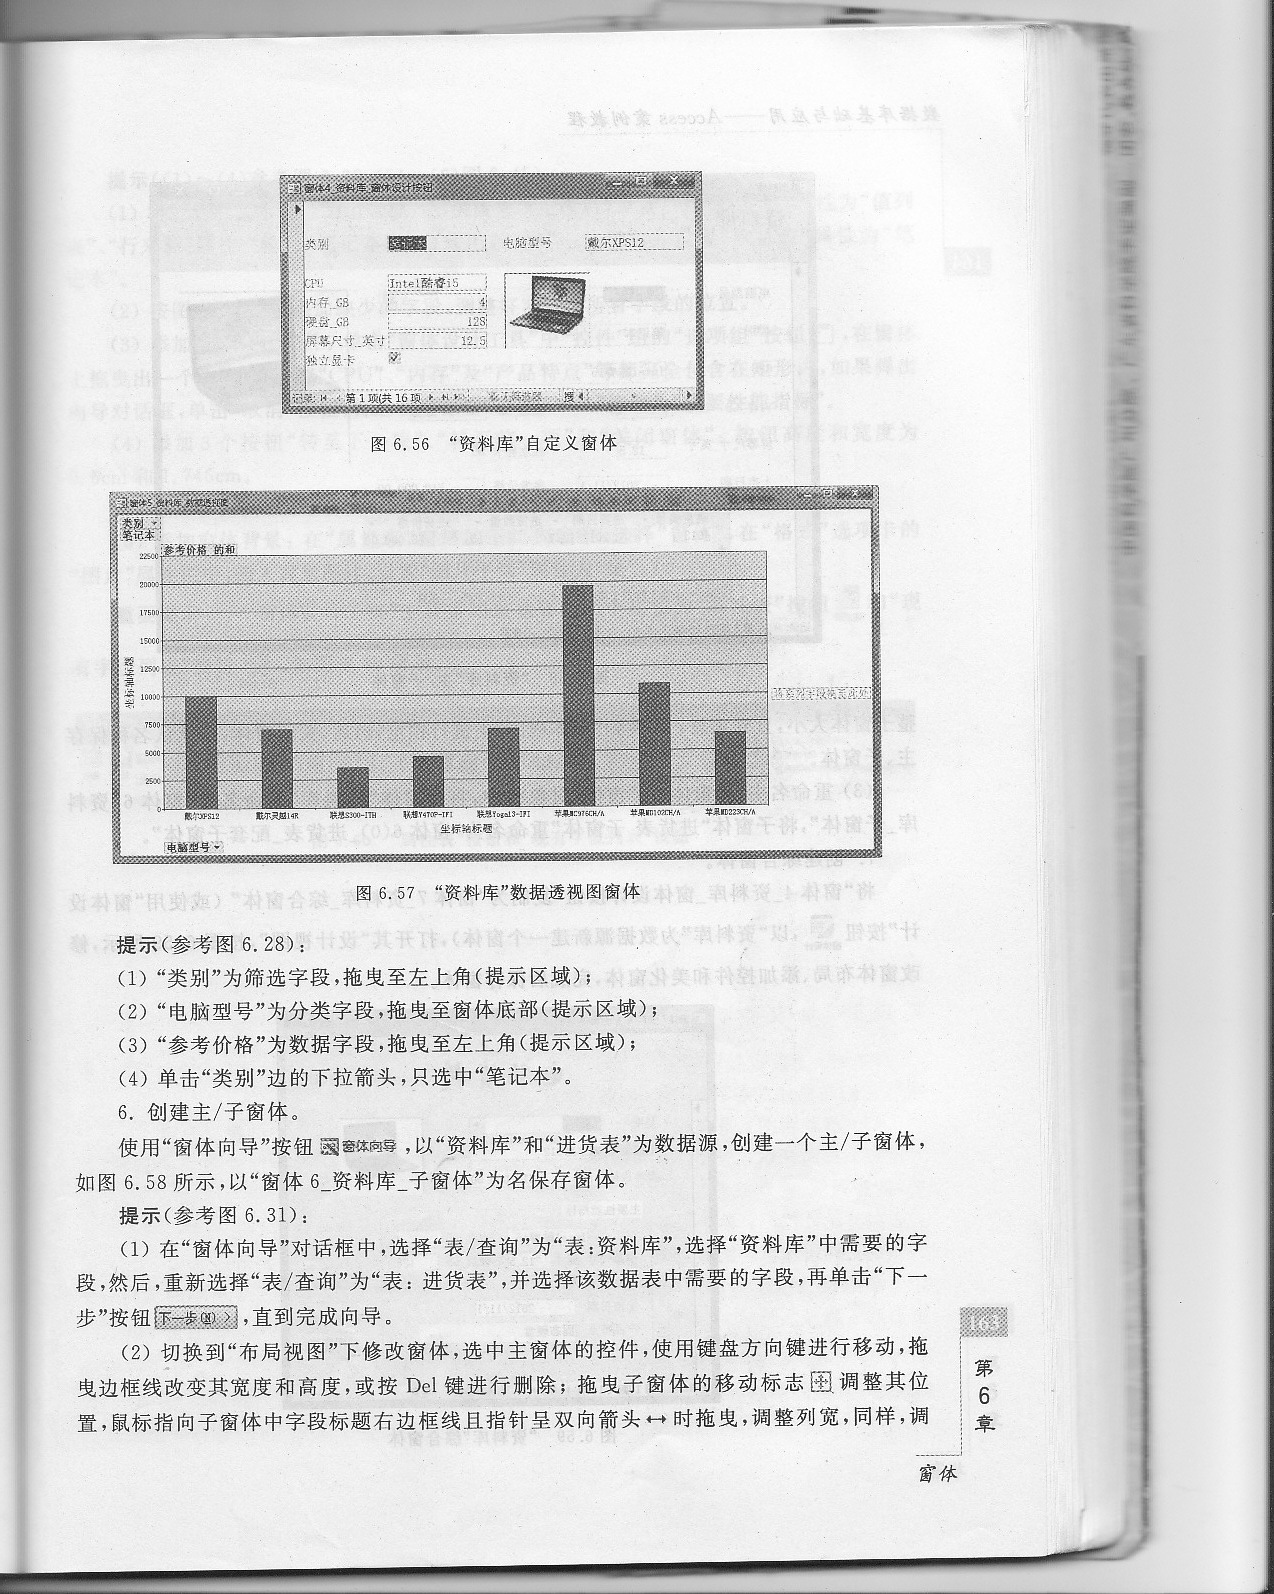 窗体4_资料库_窗体设计按钮
类别 笔记本 电脑型号 戴尔XPS12
CPU Intel酷睿i5
内存_GB 4
硬盘_GB 128
屏幕尺寸_英寸 12.5
独立显卡
记录: 第1项(共16项 搜
图 6.56 “资料库”自定义窗体
窗体5_资料库_数据透视图
类别
笔记本
参考价格 的和
22500
20000
17500
15000
12500
10000
7500
5000
2500
0
坐标轴标题
戴尔XPS12 戴尔灵越14R 联想S300-ITH 联想Y470P-IFI 联想Yoga13-IFI 苹果MC976CH/A 苹果MD102CH/A 苹果MD223CH/A
坐标轴标题
电脑型号
图 6.57 “资料库”数据透视图窗体
提示(参考图 6.28):
(1) “类别”为筛选字段,拖曳至左上角(提示区域);
(2) “电脑型号”为分类字段,拖曳至窗体底部(提示区域);
(3) “参考价格”为数据字段,拖曳至左上角(提示区域);
(4) 单击“类别”边的下拉箭头,只选中“笔记本”。
6. 创建主/子窗体。
使用“窗体向导”按钮 窗体向导 ,以“资料库”和“进货表”为数据源,创建一个主/子窗体,
如图 6.58 所示,以“窗体 6_资料库_子窗体”为名保存窗体。
提示(参考图 6.31):
(1) 在“窗体向导”对话框中,选择“表/查询”为“表:资料库”,选择“资料库”中需要的字
段,然后,重新选择“表/查询”为“表: 进货表”,并选择该数据表中需要的字段,再单击“下一
步”按钮 下一步(N) > ,直到完成向导。
(2) 切换到“布局视图”下修改窗体,选中主窗体的控件,使用键盘方向键进行移动,拖
曳边框线改变其宽度和高度,或按 Del 键进行删除; 拖曳子窗体的移动标志 调整其位
置,鼠标指向子窗体中字段标题右边框线且指针呈双向箭头↔时拖曳,调整列宽,同样,调
163
第
6
章
窗体